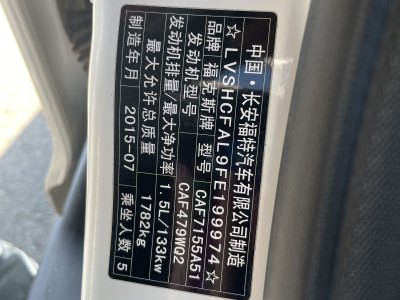 中国·长安福特汽车有限公司制造
☆LVSHCFAL9FE199974☆
品牌 福克斯牌 型号 CAF7155A51
发动机型号 CAF479WQ2
发动机排量/最大净功率 1.5L/133kw
最大允许总质量 1782kg
制造年月 2015-07 乘坐人数 5